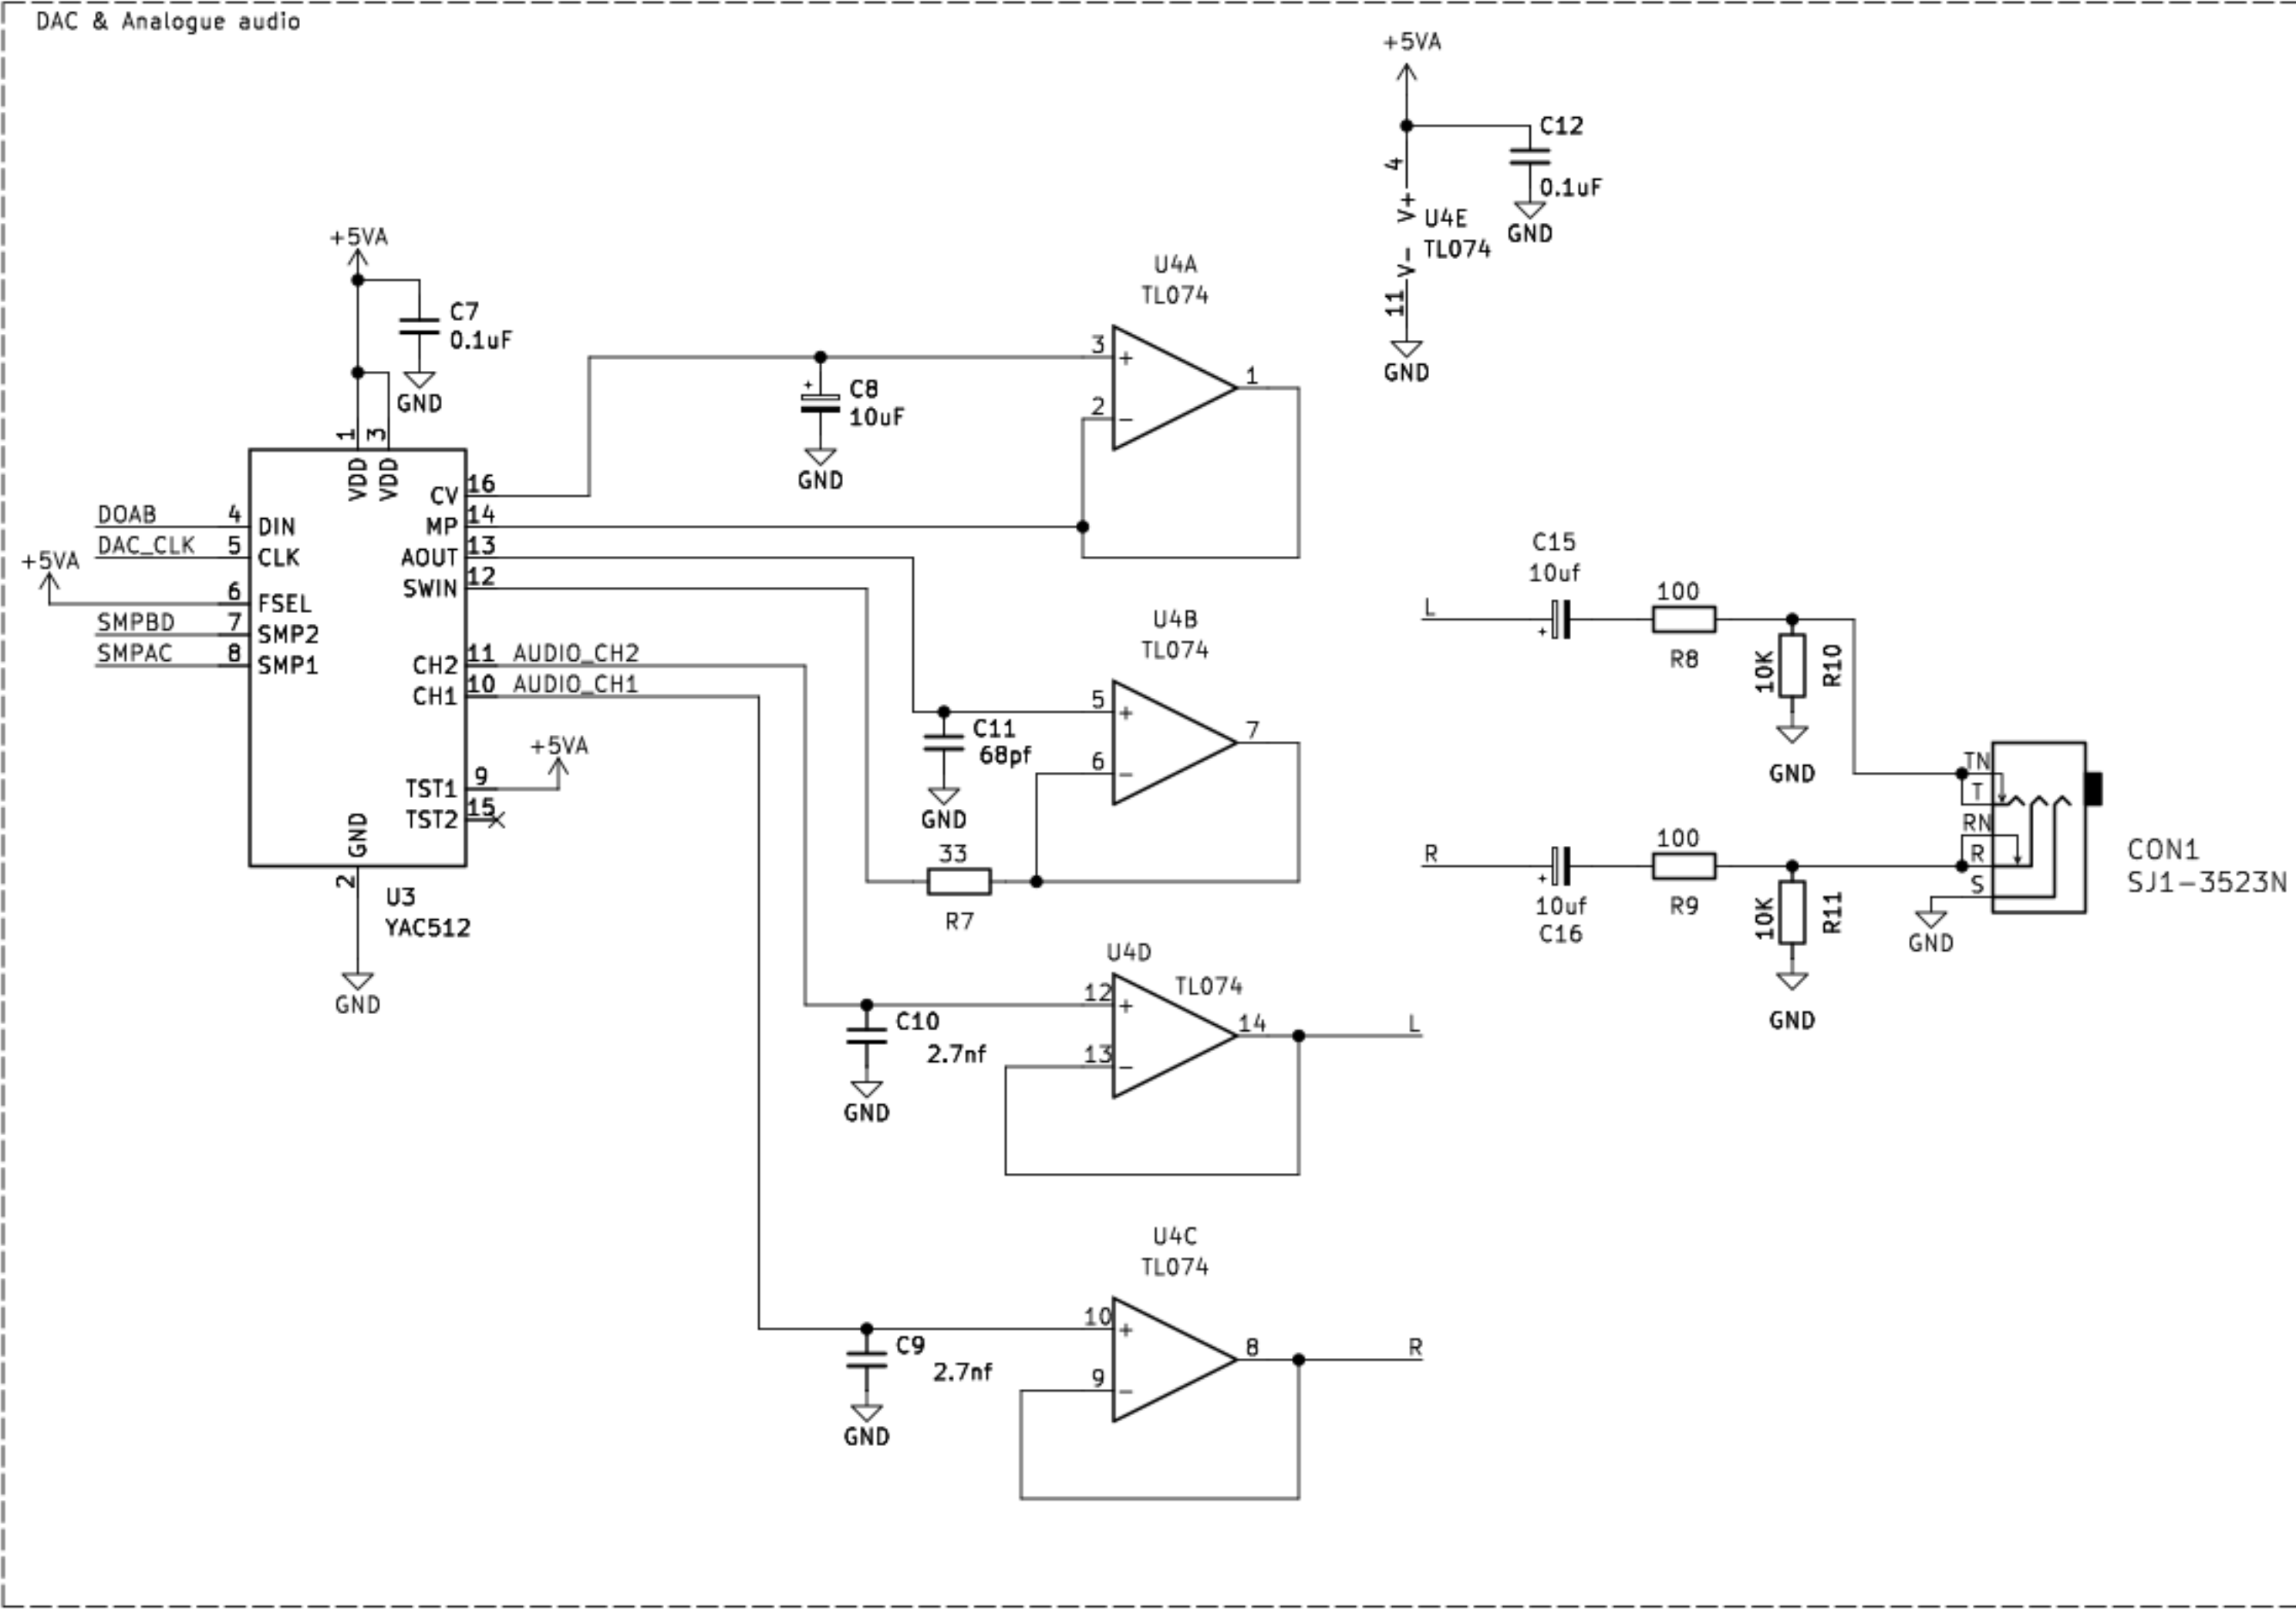 DAC & Analogue audio
+5VA
C12
0.1uF
GND
4
V+
U4E
TL074
V-
11
GND
+5VA
C7
0.1uF
GND
1
3
VDD
VDD
U4A
TL074
3
+
2
-
1
+
C8
10uF
GND
DOAB
4
DIN
DAC_CLK
5
CLK
+5VA
6
FSEL
SMPBD
7
SMP2
SMPAC
8
SMP1
CV
16
MP
14
AOUT
13
SWIN
12
CH2
11
AUDIO_CH2
CH1
10
AUDIO_CH1
+5VA
TST1
9
TST2
15
GND
2
U3
YAC512
GND
U4B
TL074
5
+
6
-
7
C11
68pf
GND
33
R7
U4D
TL074
12
+
13
-
14
L
C10
2.7nf
GND
U4C
TL074
10
+
9
-
8
R
C9
2.7nf
GND
C15
10uf
L
+
100
R8
10K
R10
GND
R
+
10uf
C16
100
R9
10K
R11
GND
TN
T
RN
R
S
GND
CON1
SJ1-3523N